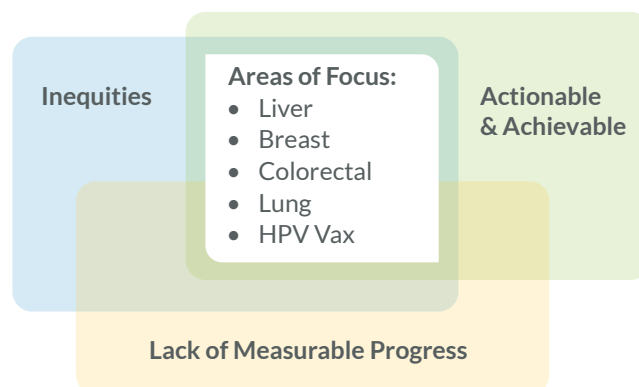 Inequities
Areas of Focus:
• Liver
• Breast
• Colorectal
• Lung
• HPV Vax
Actionable
& Achievable
Lack of Measurable Progress